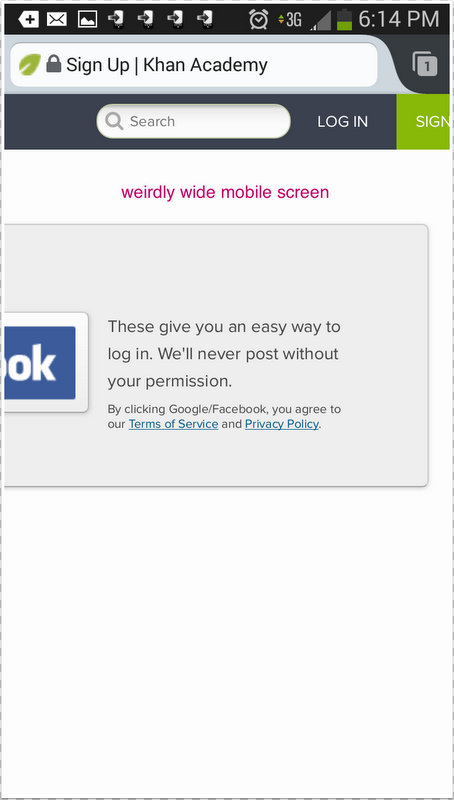 3G 6:14 PM
Sign Up | Khan Academy
1
Search LOG IN SIGN
weirdly wide mobile screen
ook
These give you an easy way to
log in. We'll never post without
your permission.
By clicking Google/Facebook, you agree to
our Terms of Service and Privacy Policy.